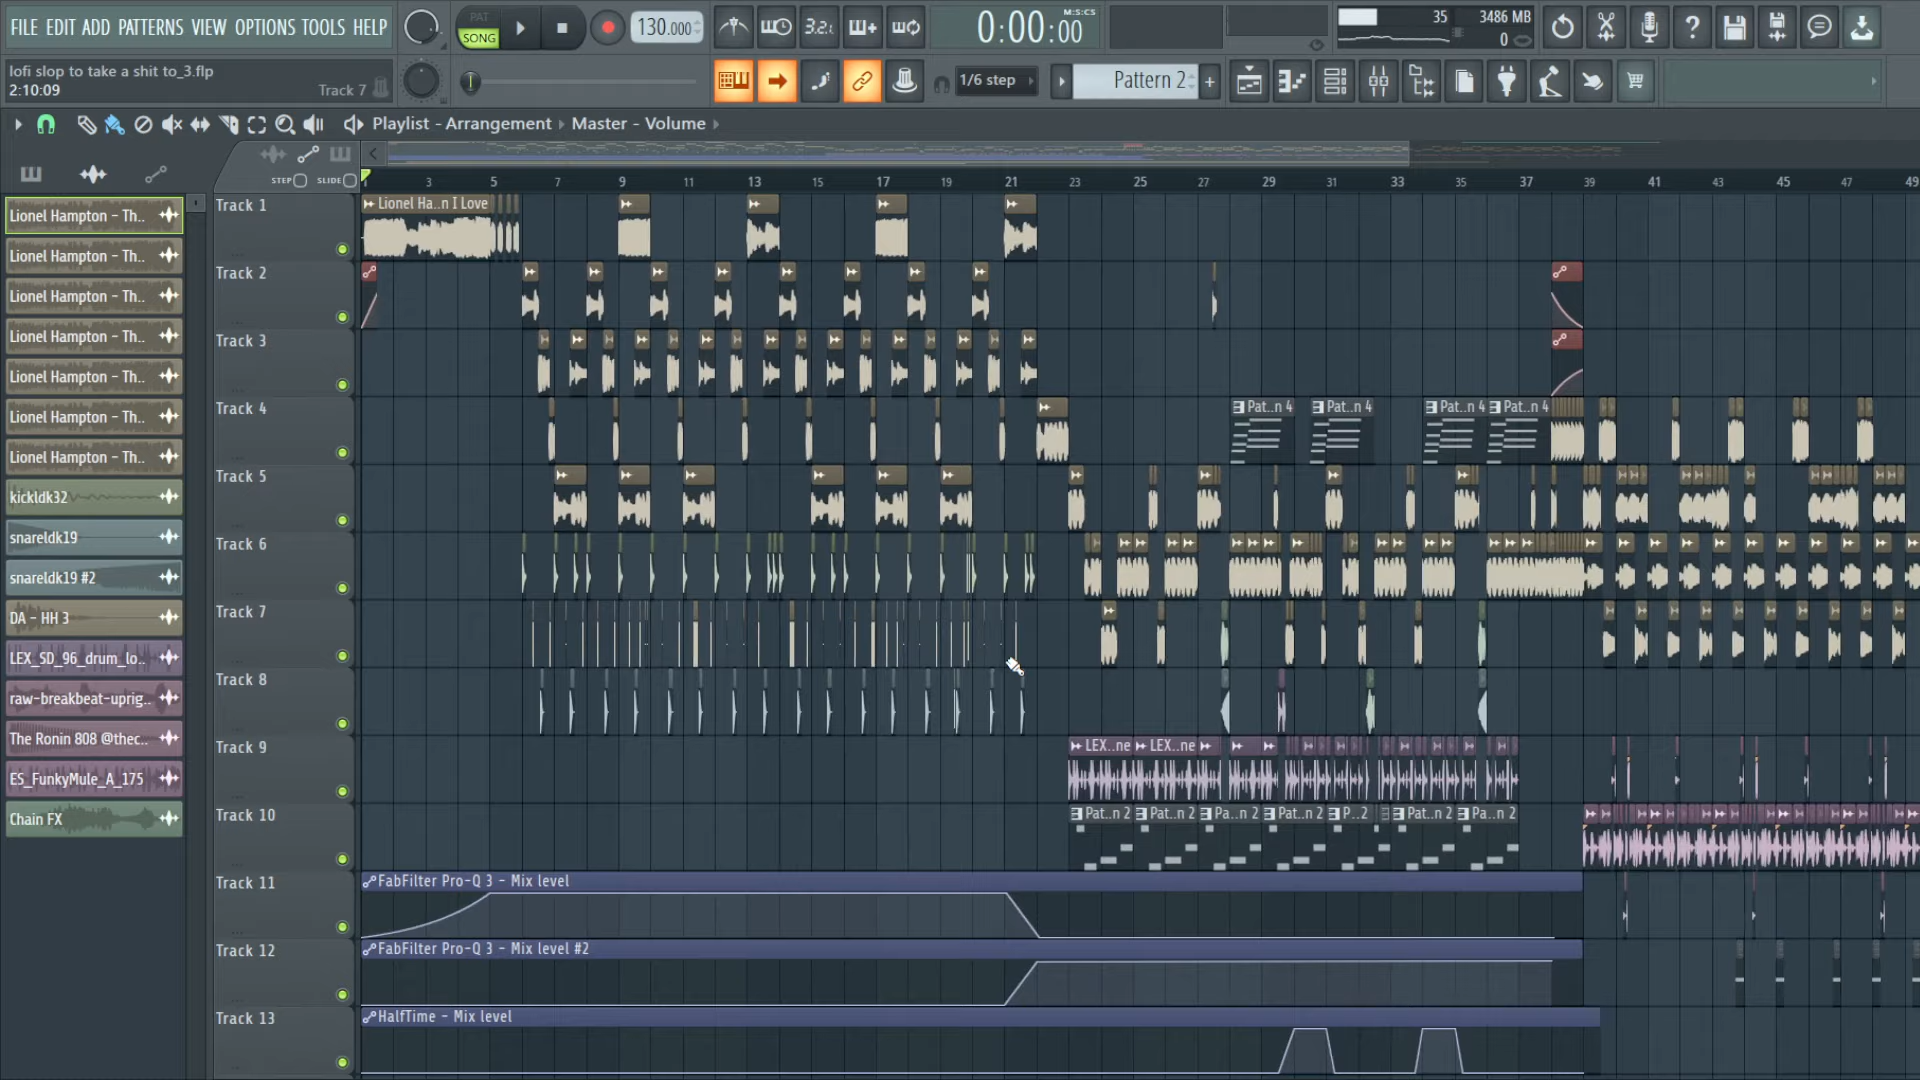 FILE EDIT ADD PATTERNS VIEW OPTIONS TOOLS HELP
PAT
SONG
130.000
3.2.
0:00:00
M:S:CS
35
3486 MB
0
lofi slop to take a shit to_3.flp
2:10:09
Track 7
1/6 step
Pattern 2
Playlist - Arrangement
Master - Volume
STEP
SLIDE
1 3 5 7 9 11 13 15 17 19 21 23 25 27 29 31 33 35 37 39 41 43 45 47 49
Lionel Hampton - Th..
Lionel Hampton - Th..
Lionel Hampton - Th..
Lionel Hampton - Th..
Lionel Hampton - Th..
Lionel Hampton - Th..
Lionel Hampton - Th..
kickldk32
snareldk19
snareldk19 #2
DA - HH 3
LEX_SD_96_drum_lo..
raw-breakbeat-uprig..
The Ronin 808 @thec..
ES_FunkyMule_A_175
Chain FX
Track 1
Lionel Ha..n I Love
Track 2
Track 3
Track 4
Pat..n 4
Pat..n 4
Pat..n 4
Pat..n 4
Track 5
Track 6
Track 7
Track 8
Track 9
LEX..ne
LEX..ne
Track 10
Pat..n 2
Pat..n 2
Pa..n 2
Pat..n 2
P..2
Pat..n 2
Pa..n 2
Track 11
FabFilter Pro-Q 3 - Mix level
Track 12
FabFilter Pro-Q 3 - Mix level #2
Track 13
HalfTime - Mix level